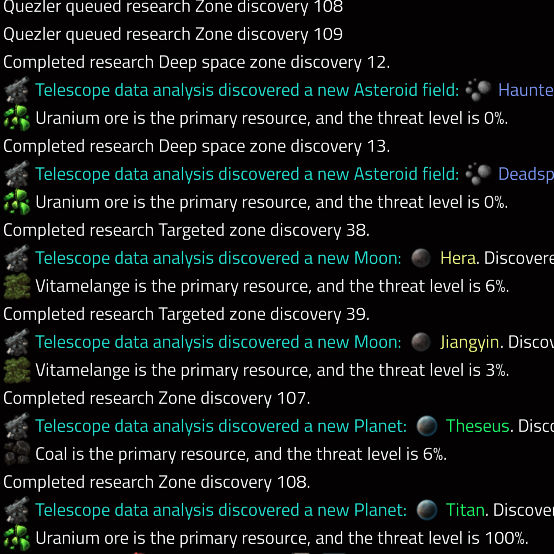 Quezler queued research Zone discovery 108
Quezler queued research Zone discovery 109
Completed research Deep space zone discovery 12.
Telescope data analysis discovered a new Asteroid field: Haunte
Uranium ore is the primary resource, and the threat level is 0%.
Completed research Deep space zone discovery 13.
Telescope data analysis discovered a new Asteroid field: Deadsp
Uranium ore is the primary resource, and the threat level is 0%.
Completed research Targeted zone discovery 38.
Telescope data analysis discovered a new Moon: Hera. Discovere
Vitamelange is the primary resource, and the threat level is 6%.
Completed research Targeted zone discovery 39.
Telescope data analysis discovered a new Moon: Jiangyin. Discov
Vitamelange is the primary resource, and the threat level is 3%.
Completed research Zone discovery 107.
Telescope data analysis discovered a new Planet: Theseus. Disco
Coal is the primary resource, and the threat level is 6%.
Completed research Zone discovery 108.
Telescope data analysis discovered a new Planet: Titan. Discover
Uranium ore is the primary resource, and the threat level is 100%.